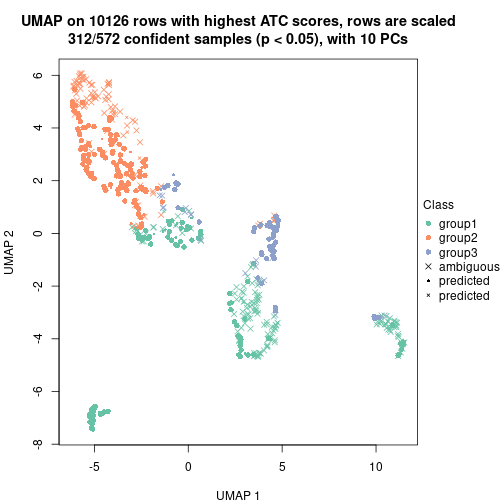 UMAP on 10126 rows with highest ATC scores, rows are scaled
312/572 confident samples (p < 0.05), with 10 PCs
6
4
2
0
-2
-4
-6
-8
UMAP 2
-5
0
5
10
UMAP 1
Class
group1
group2
group3
ambiguous
predicted
predicted